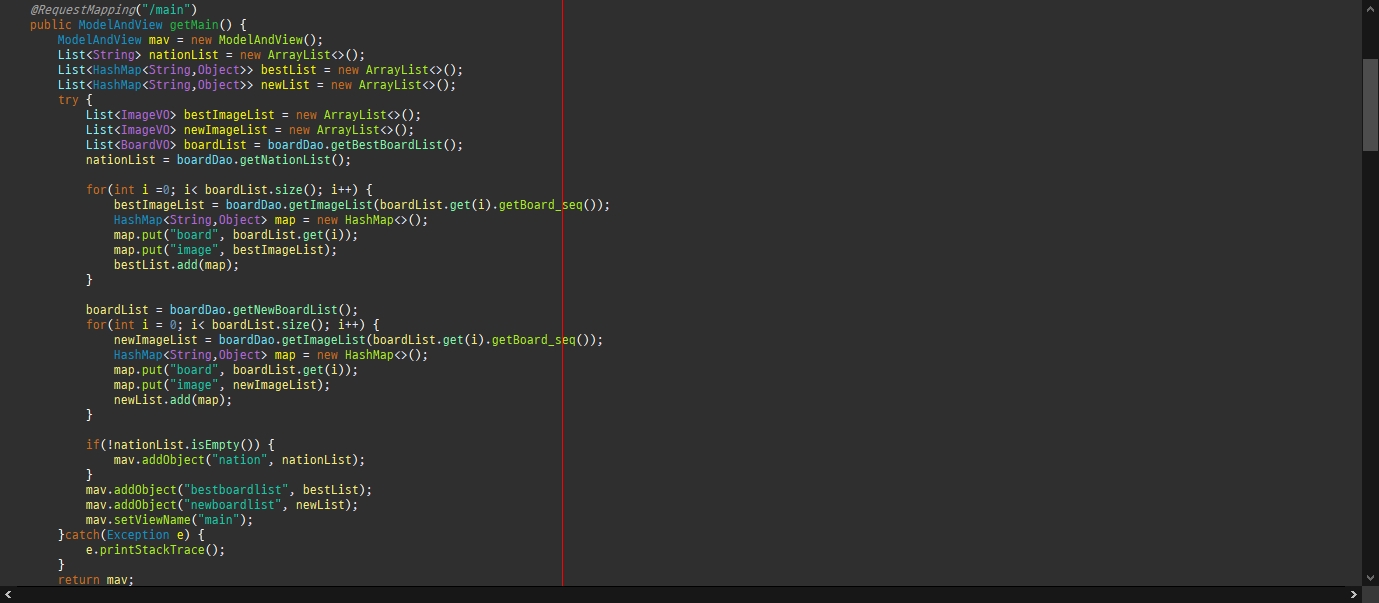 @RequestMapping("/main")
public ModelAndView getMain() {
    ModelAndView mav = new ModelAndView();
    List<String> nationList = new ArrayList<>();
    List<HashMap<String,Object>> bestList = new ArrayList<>();
    List<HashMap<String,Object>> newList = new ArrayList<>();
    try {
        List<ImageVO> bestImageList = new ArrayList<>();
        List<ImageVO> newImageList = new ArrayList<>();
        List<BoardVO> boardList = boardDao.getBestBoardList();
        nationList = boardDao.getNationList();

        for(int i =0; i< boardList.size(); i++) {
            bestImageList = boardDao.getImageList(boardList.get(i).getBoard_seq());
            HashMap<String,Object> map = new HashMap<>();
            map.put("board", boardList.get(i));
            map.put("image", bestImageList);
            bestList.add(map);
        }

        boardList = boardDao.getNewBoardList();
        for(int i = 0; i< boardList.size(); i++) {
            newImageList = boardDao.getImageList(boardList.get(i).getBoard_seq());
            HashMap<String,Object> map = new HashMap<>();
            map.put("board", boardList.get(i));
            map.put("image", newImageList);
            newList.add(map);
        }

        if(!nationList.isEmpty()) {
            mav.addObject("nation", nationList);
        }
        mav.addObject("bestboardlist", bestList);
        mav.addObject("newboardlist", newList);
        mav.setViewName("main");
    }catch(Exception e) {
        e.printStackTrace();
    }
    return mav;